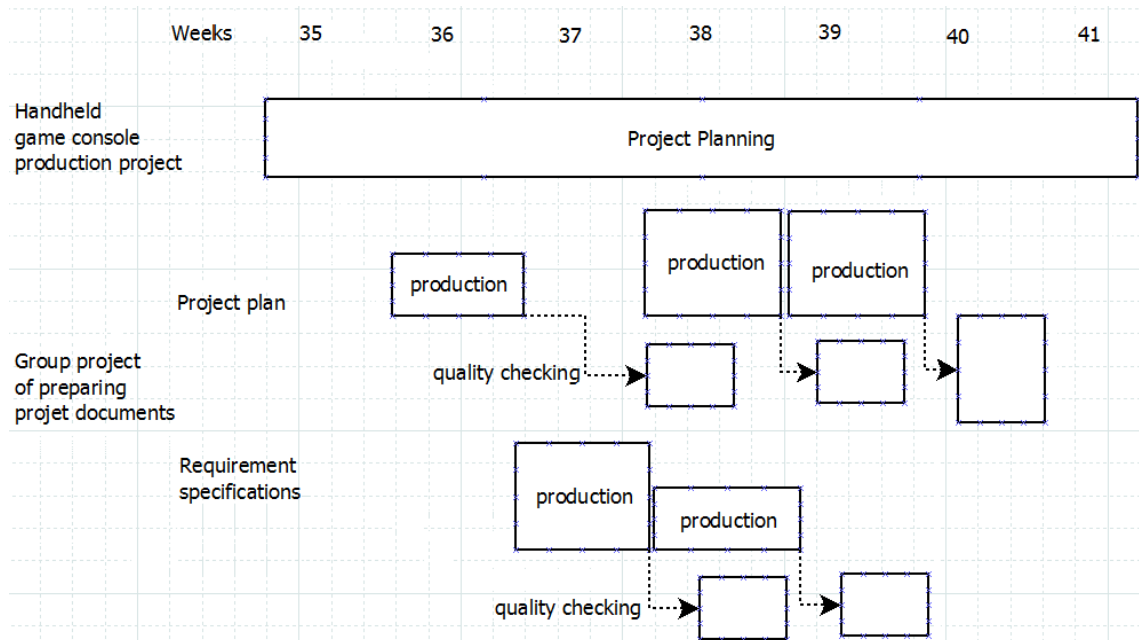 Weeks 35 36 37 38 39 40 41
Handheld
game console
production project
Project Planning
production
production
production
Project plan
Group project
of preparing
projet documents
quality checking
Requirement
specifications
production
production
quality checking